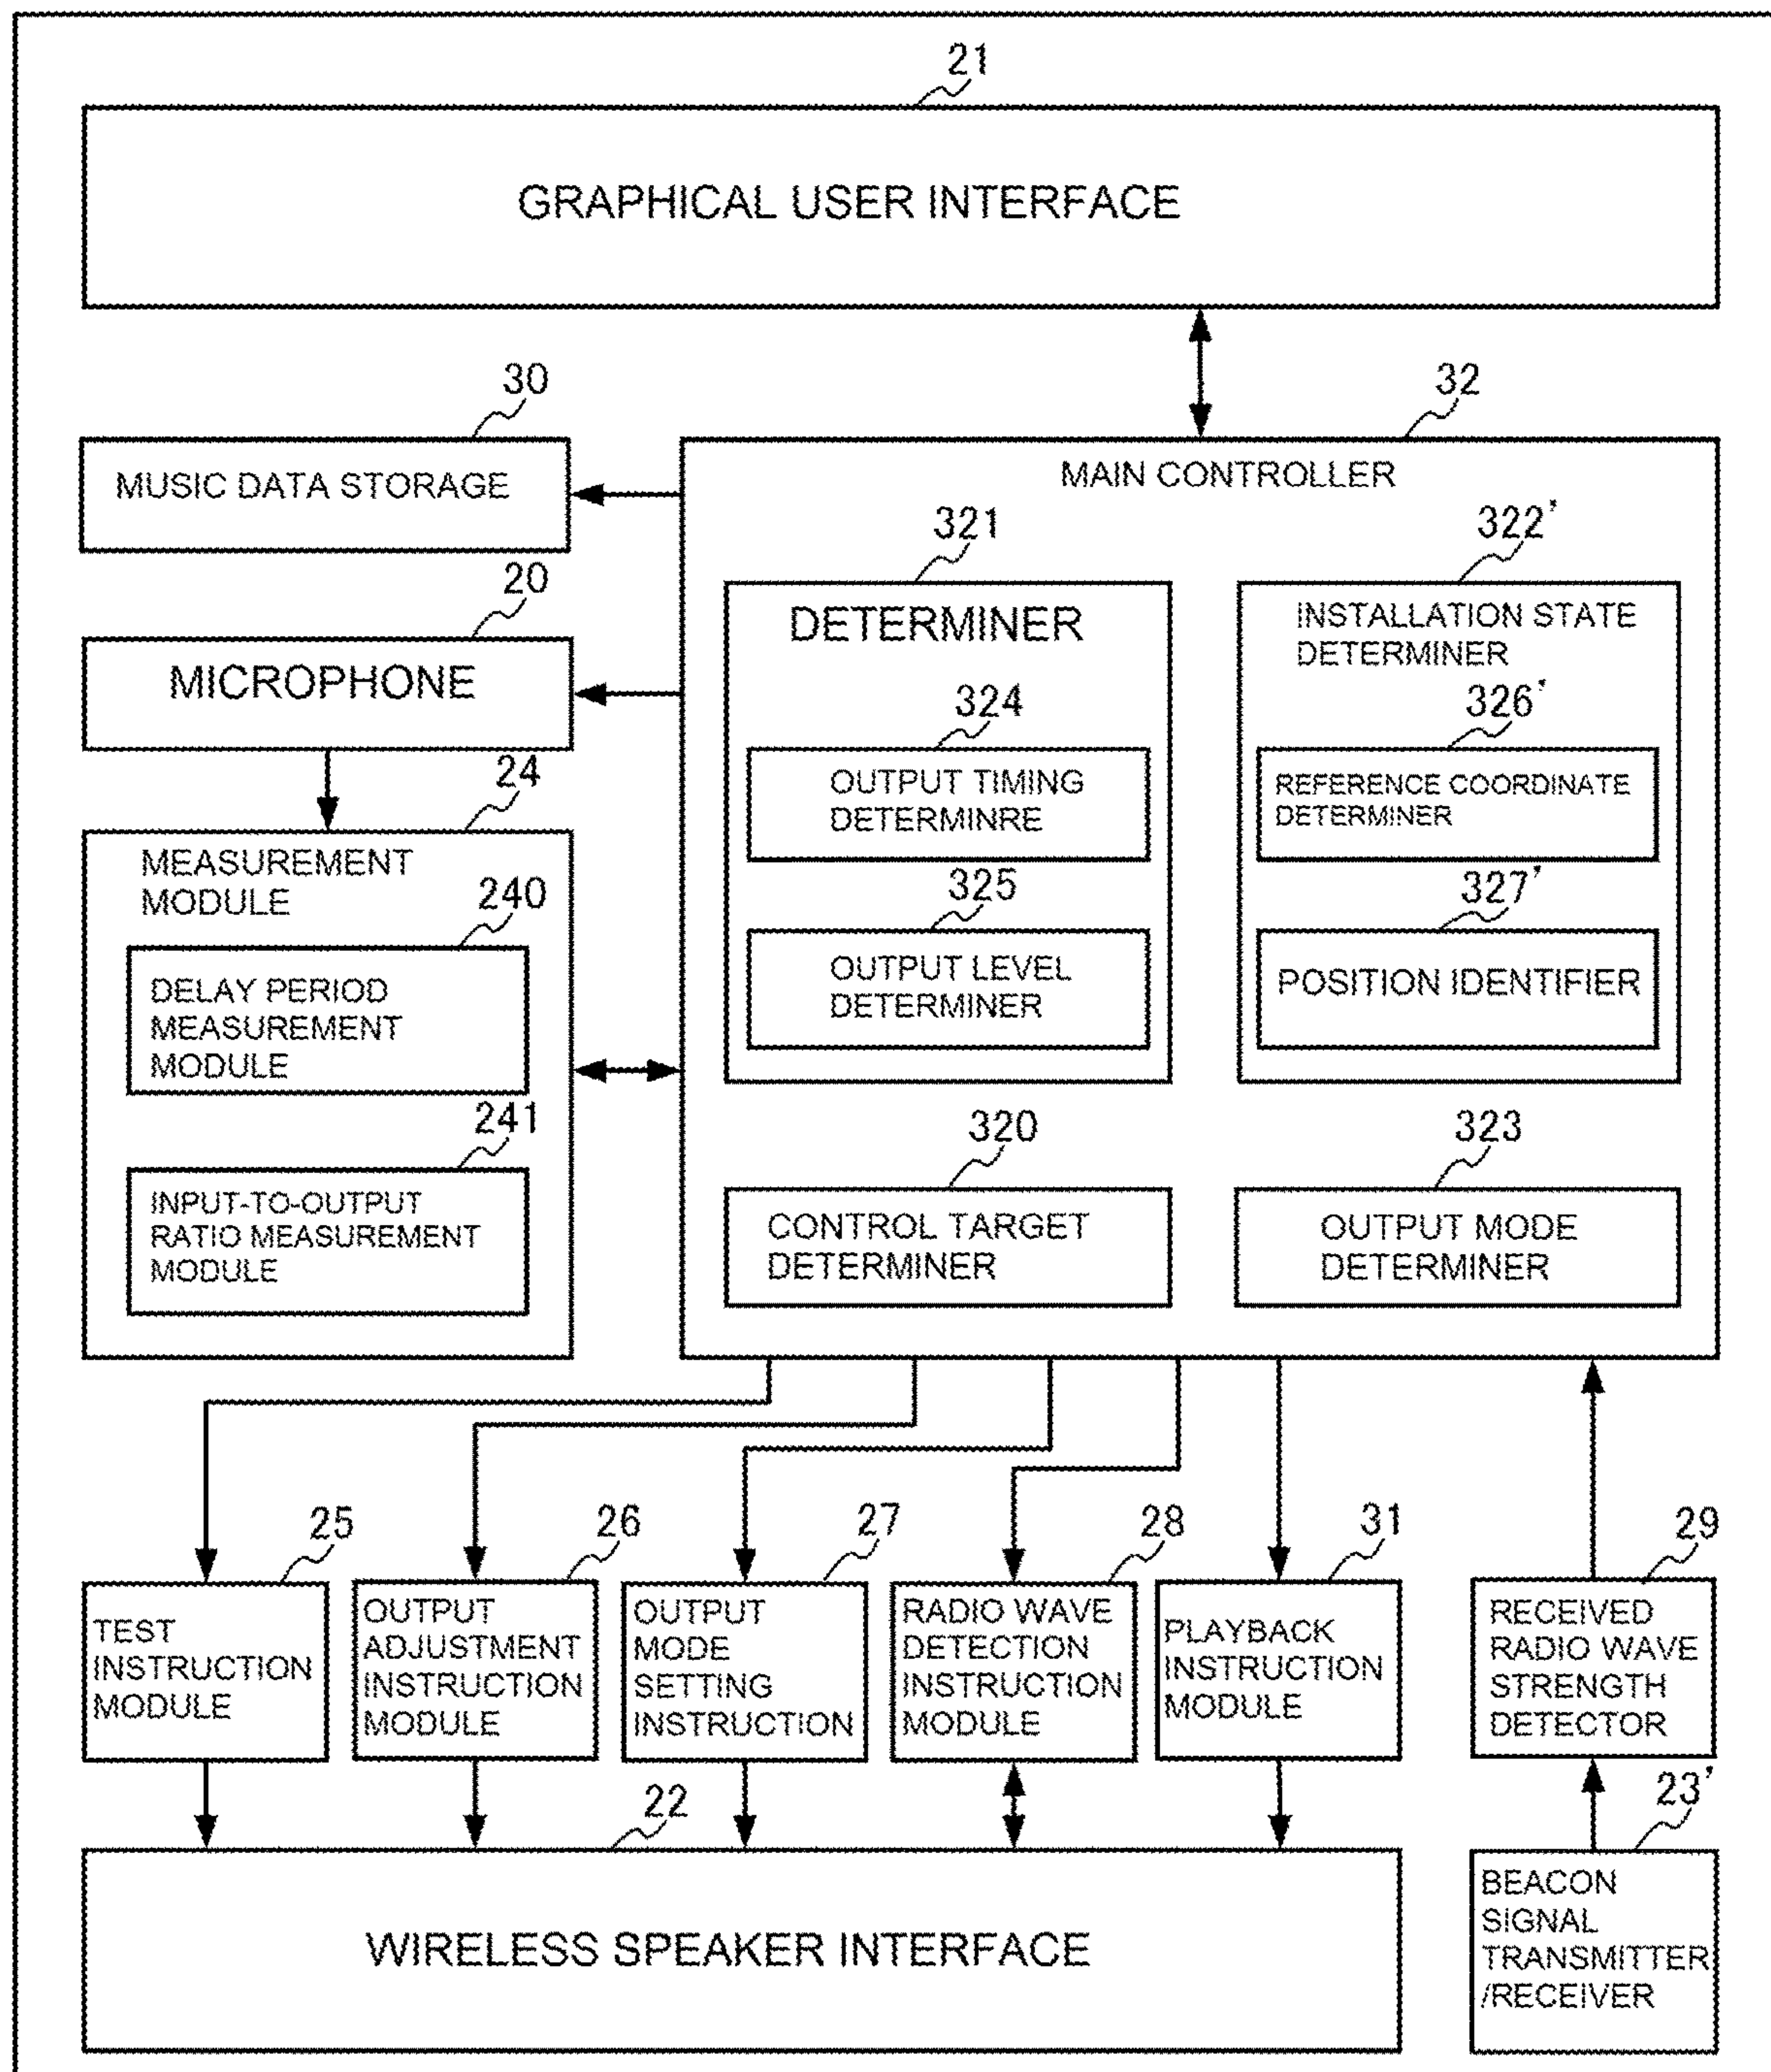 21
GRAPHICAL USER INTERFACE
30
32
MUSIC DATA STORAGE
MAIN CONTROLLER
321
322'
20
DETERMINER
INSTALLATION STATE
DETERMINER
MICROPHONE
324
326'
24
OUTPUT TIMING
DETERMINRE
REFERENCE COORDINATE
DETERMINER
MEASUREMENT
MODULE
240
325
327'
DELAY PERIOD
MEASUREMENT
MODULE
OUTPUT LEVEL
DETERMINER
POSITION IDENTIFIER
241
320
323
INPUT-TO-OUTPUT
RATIO MEASUREMENT
MODULE
CONTROL TARGET
DETERMINER
OUTPUT MODE
DETERMINER
25
26
27
28
31
29
TEST
INSTRUCTION
MODULE
OUTPUT
ADJUSTMENT
INSTRUCTION
MODULE
OUTPUT
MODE
SETTING
INSTRUCTION
RADIO WAVE
DETECTION
INSTRUCTION
MODULE
PLAYBACK
INSTRUCTION
MODULE
RECEIVED
RADIO WAVE
STRENGTH
DETECTOR
22
23'
WIRELESS SPEAKER INTERFACE
BEACON
SIGNAL
TRANSMITTER
/RECEIVER